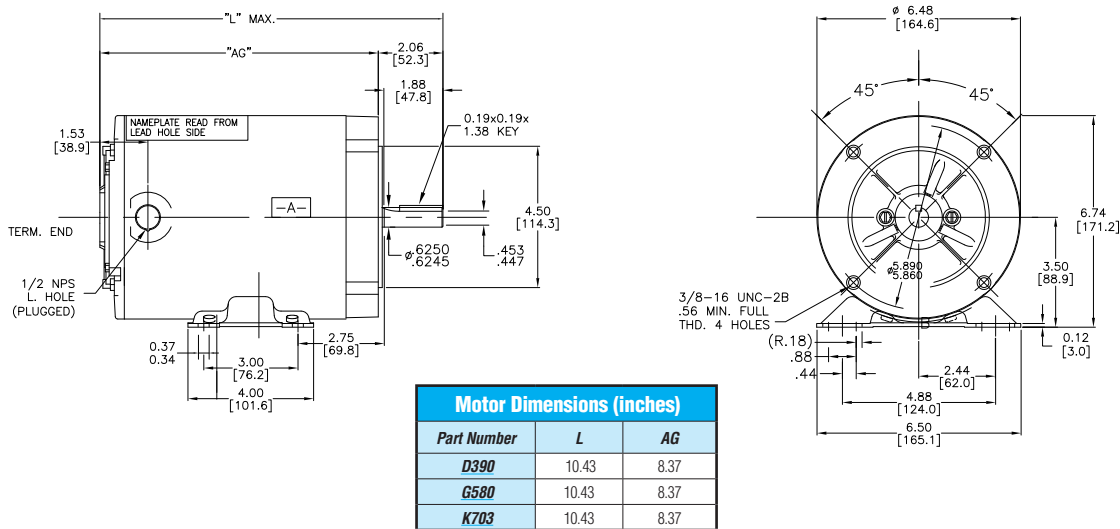 "L" MAX.
"AG"
2.06
[52.3]
1.88
[47.8]
NAMEPLATE READ FROM
LEAD HOLE SIDE
0.19x0.19x
1.38 KEY
1.53
[38.9]
-A-
4.50
[114.3]
TERM. END
ø.6250
.6245
.453
.447
1/2 NPS
L. HOLE
(PLUGGED)
2.75
[69.8]
0.37
0.34
3.00
[76.2]
4.00
[101.6]
ø 6.48
[164.6]
45°
45°
6.74
[171.2]
3.50
[88.9]
ø5.890
5.860
3/8-16 UNC-2B
.56 MIN. FULL
THD. 4 HOLES
(R.18)
.88
.44
0.12
[3.0]
2.44
[62.0]
4.88
[124.0]
6.50
[165.1]
Motor Dimensions (inches)
Part Number L AG
D390 10.43 8.37
G580 10.43 8.37
K703 10.43 8.37